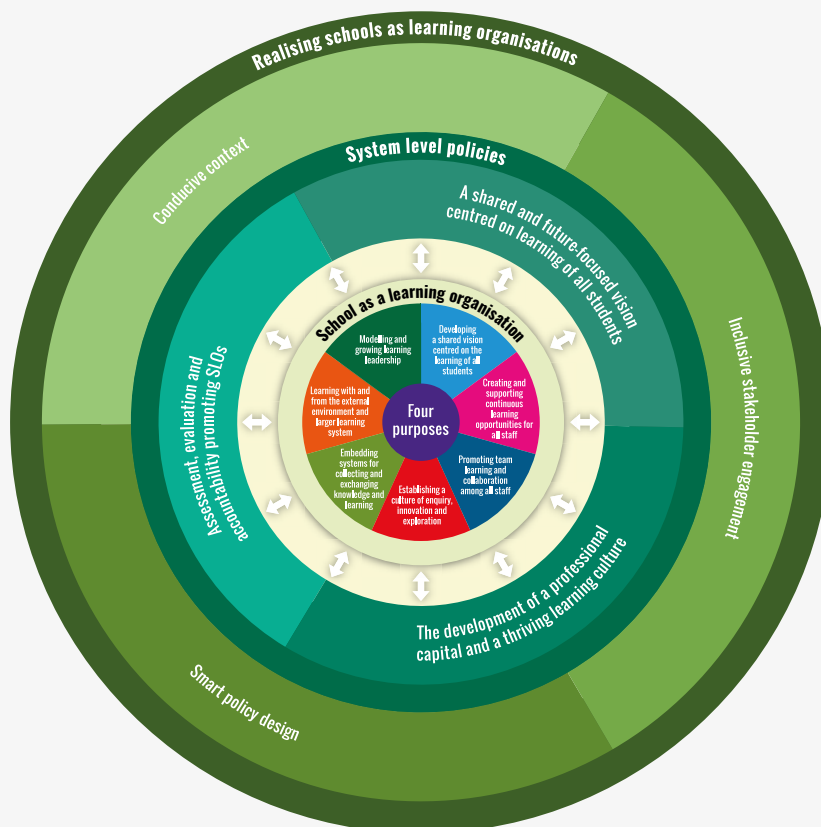 Realising schools as learning organisations
Conducive context
Inclusive stakeholder engagement
Smart policy design
System level policies
A shared and future-focused vision
centred on learning of all students
The development of a professional
capital and a thriving learning culture
Assessment, evaluation and
accountability promoting SLOs
School as a learning organisation
Developing
a shared vision
centred on the
learning of all
students
Creating and
supporting
continuous
learning
opportunities for
all staff
Promoting team
learning and
collaboration
among all staff
Establishing a
culture of enquiry,
innovation and
exploration
Embedding
systems for
collecting and
exchanging
knowledge and
learning
Learning with and
from the external
environment and
larger learning
system
Modelling and
growing learning
leadership
Four
purposes